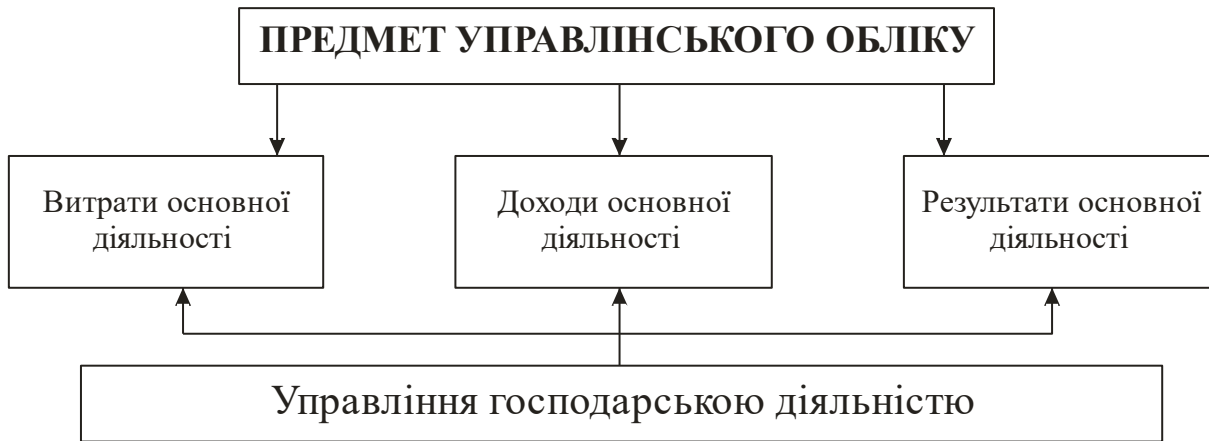 ПРЕДМЕТ УПРАВЛІНСЬКОГО ОБЛІКУ
Витрати основної
діяльності
Доходи основної
діяльності
Результати основної
діяльності
Управління господарською діяльністю